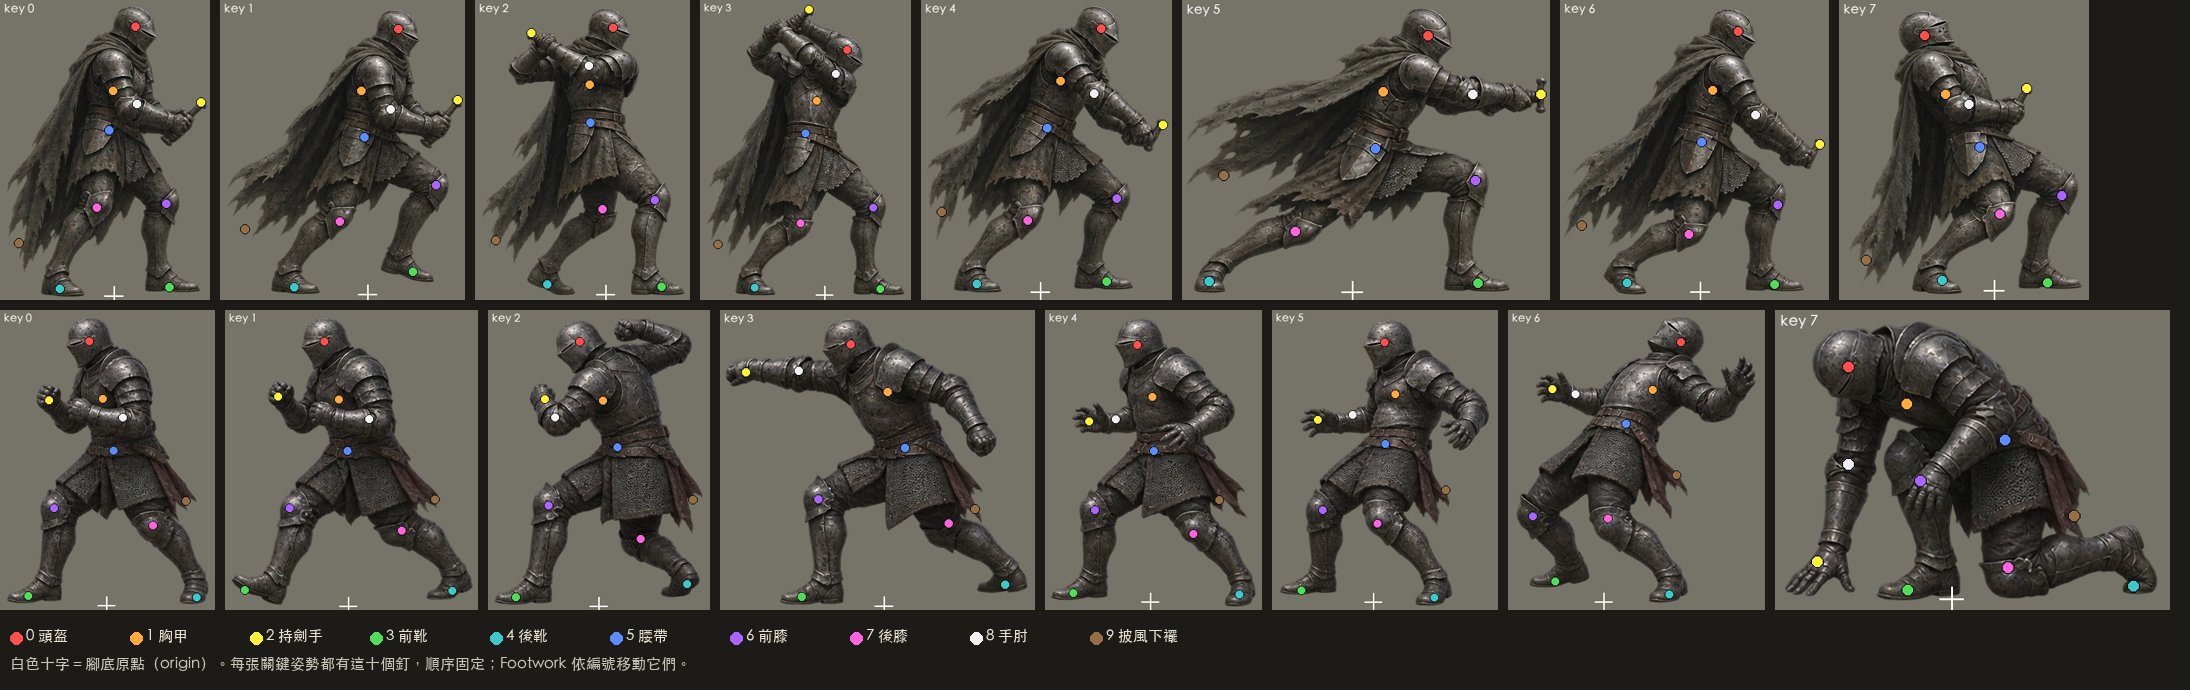 key 0
key 1
key 2
key 3
key 4
key 5
key 6
key 7
key 0
key 1
key 2
key 3
key 4
key 5
key 6
key 7
0 頭盔
1 胸甲
2 持劍手
3 前靴
4 後靴
5 腰帶
6 前膝
7 後膝
8 手肘
9 披風下襬
白色十字＝腳底原點（origin）。每張關鍵姿勢都有這十個釘，順序固定；Footwork 依編號移動它們。